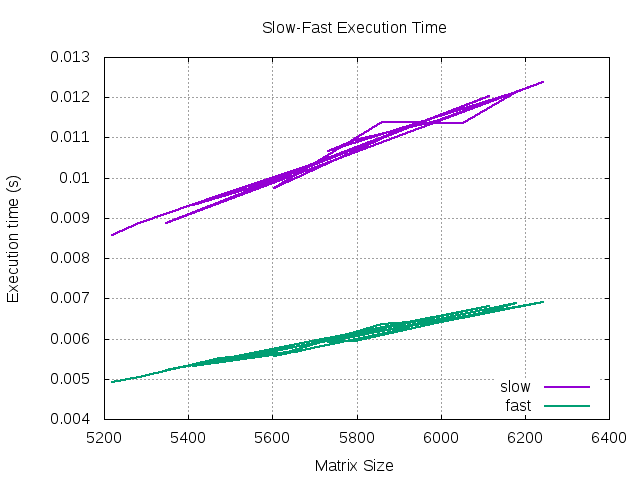 Slow-Fast Execution Time
Execution time (s)
0.013
0.012
0.011
0.01
0.009
0.008
0.007
0.006
0.005
0.004
slow
fast
5200 5400 5600 5800 6000 6200 6400
Matrix Size